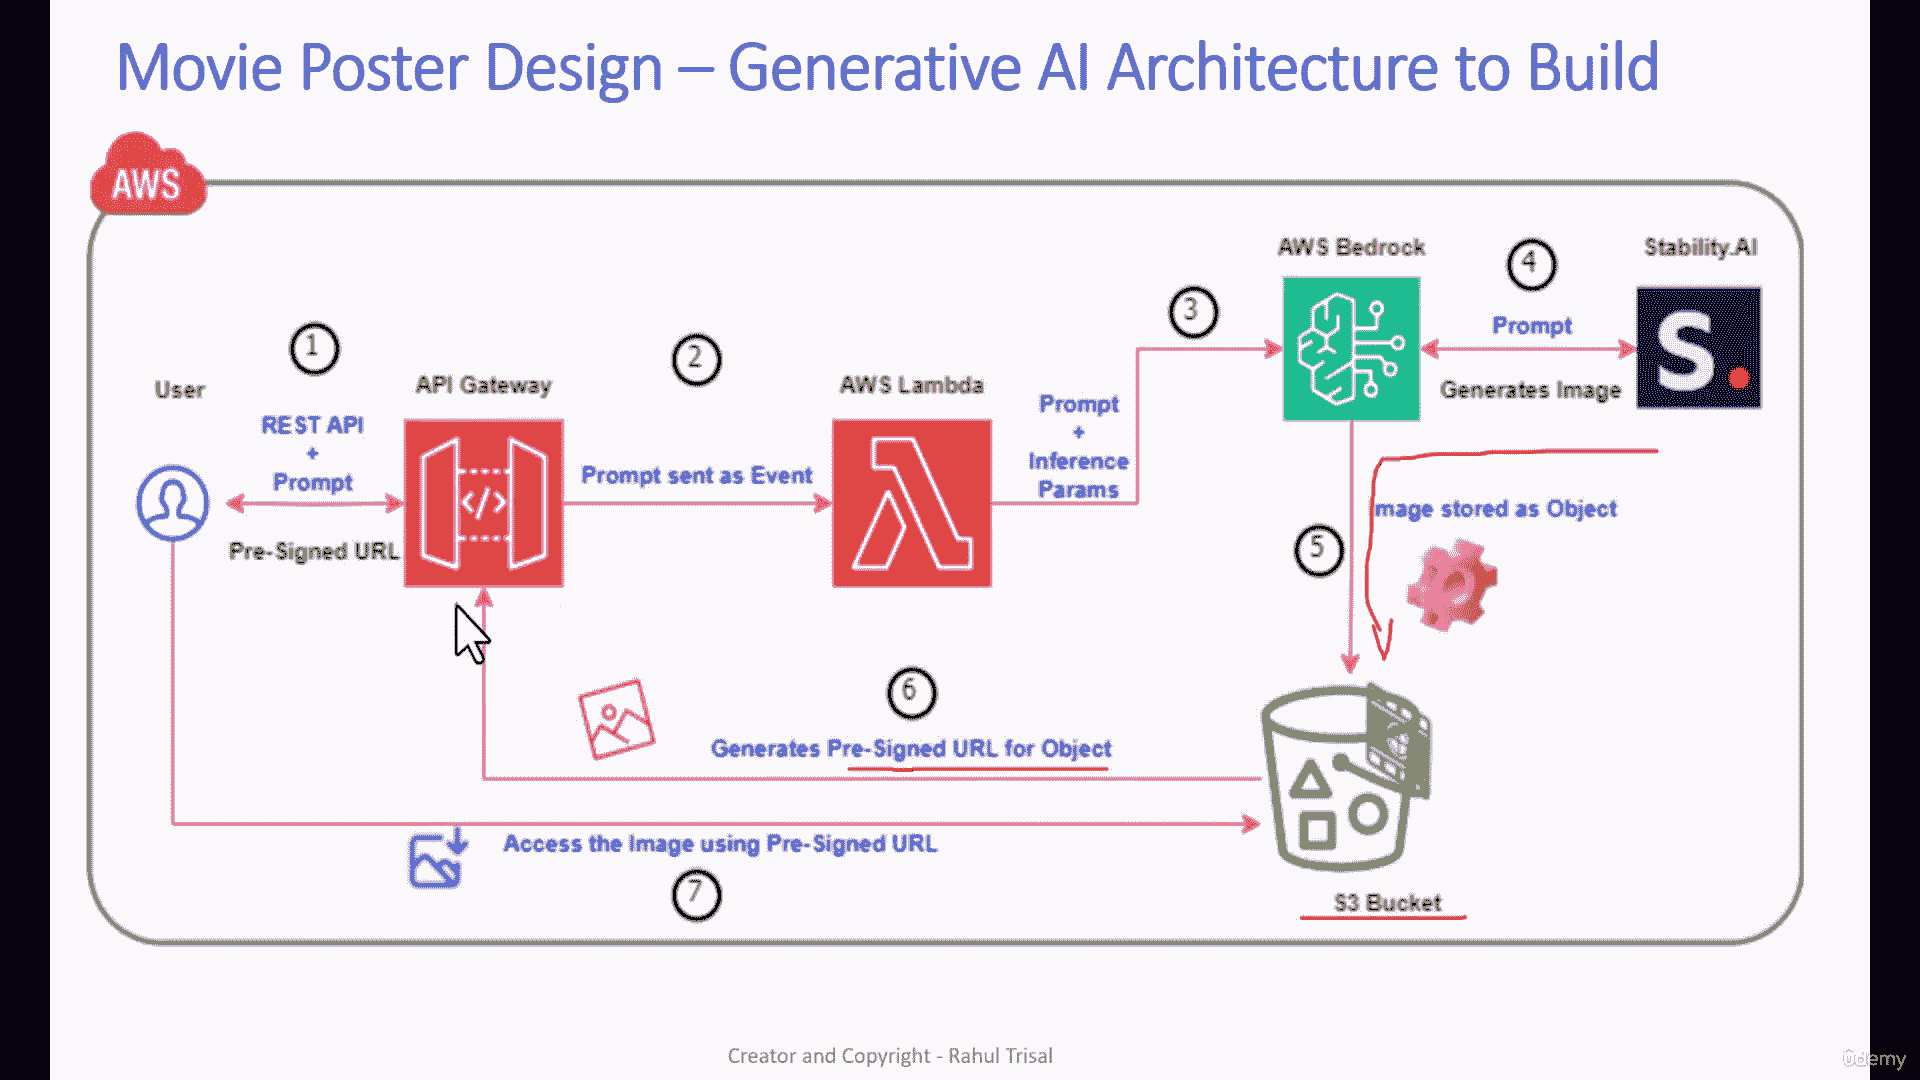 Movie Poster Design – Generative AI Architecture to Build
AWS
AWS Bedrock
4
Stability.AI
3
Prompt
S.
1
2
Generates Image
User
API Gateway
AWS Lambda
REST API
+
Prompt
Prompt sent as Event
Prompt
+
Inference
Params
</>
Pre-Signed URL
5
mage stored as Object
6
Generates Pre-Signed URL for Object
Access the Image using Pre-Signed URL
7
S3 Bucket
Creator and Copyright - Rahul Trisal
ûdemy